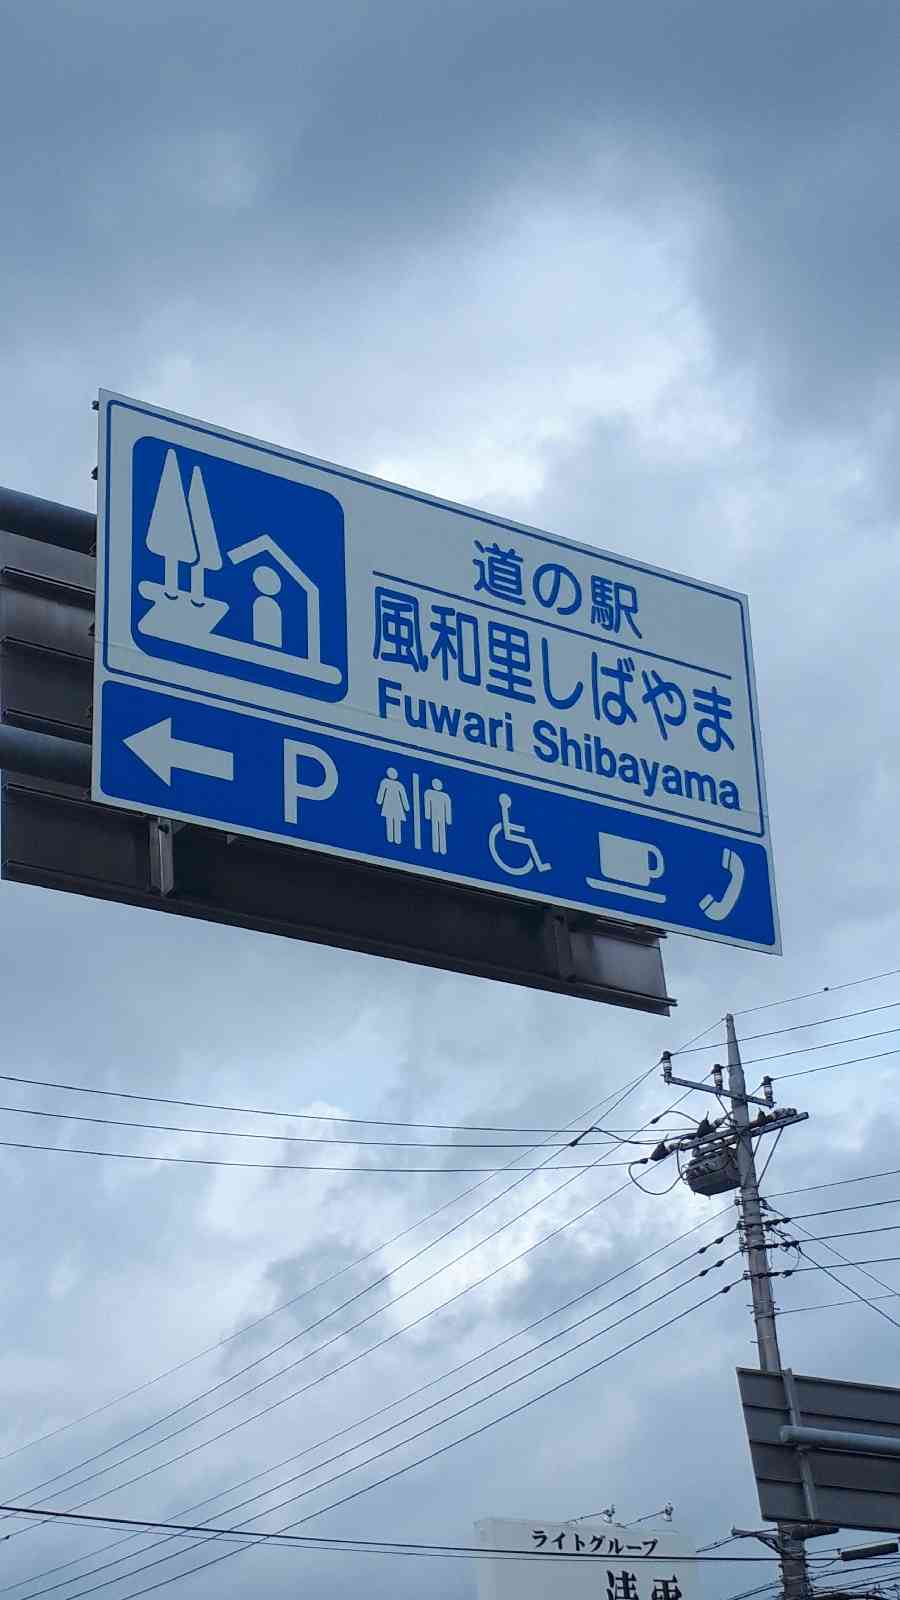 道の駅
風和里しばやま
Fuwari Shibayama
P
ライトグループ